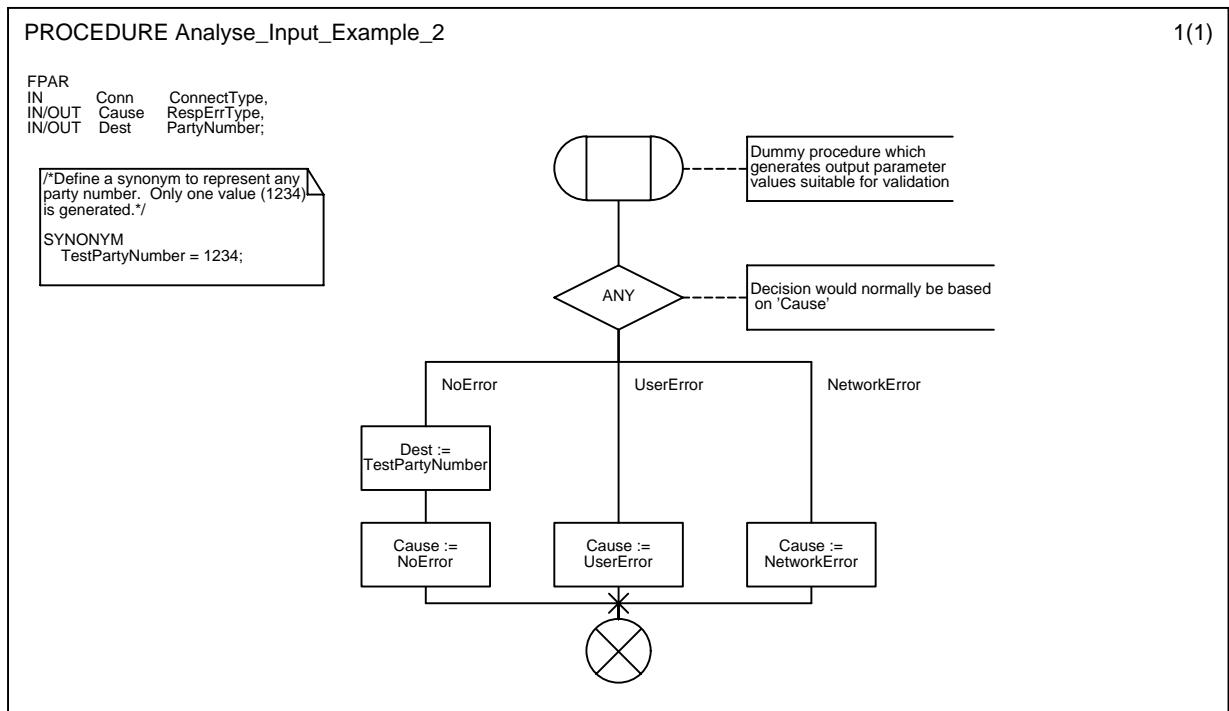 PROCEDURE Analyse_Input_Example_2
1(1)
FPAR
IN Conn ConnectType,
IN/OUT Cause RespErrType,
IN/OUT Dest PartyNumber;
/*Define a synonym to represent any
party number. Only one value (1234)
is generated.*/
SYNONYM
TestPartyNumber = 1234;
Dummy procedure which
generates output parameter
values suitable for validation
ANY
Decision would normally be based
on 'Cause'
NoError
UserError
NetworkError
Dest :=
TestPartyNumber
Cause :=
NoError
Cause :=
UserError
Cause :=
NetworkError